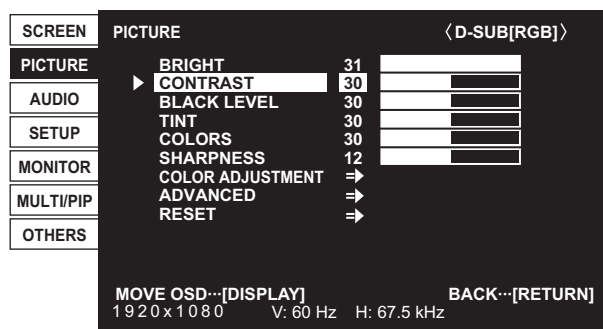 SCREEN
PICTURE
AUDIO
SETUP
MONITOR
MULTI/PIP
OTHERS
PICTURE 〈D-SUB[RGB]〉
BRIGHT 31
CONTRAST 30
BLACK LEVEL 30
TINT 30
COLORS 30
SHARPNESS 12
COLOR ADJUSTMENT
ADVANCED
RESET
MOVE OSD···[DISPLAY] BACK···[RETURN]
1920x1080 V: 60 Hz H: 67.5 kHz